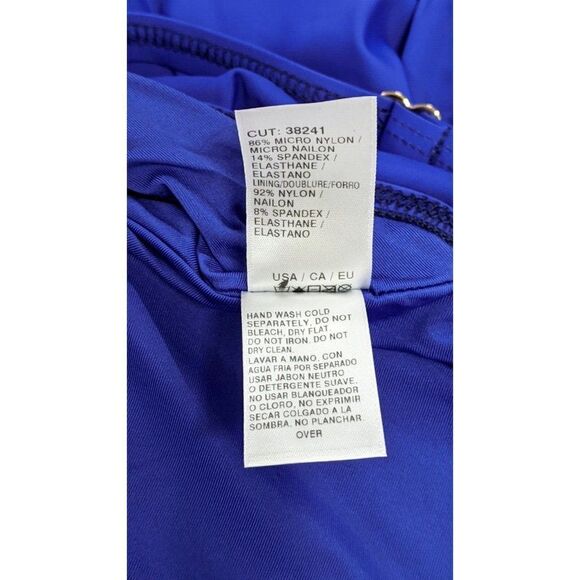 CUT: 38241
86% MICRO NYLON /
MICRO NAILON
14% SPANDEX /
ELASTHANE /
ELASTANO
LINING/DOUBLURE/FORRO
92% NYLON /
NAILON
8% SPANDEX /
ELASTHANE /
ELASTANO
USA / CA / EU
HAND WASH COLD
SEPARATELY, DO NOT
BLEACH, DRY FLAT.
DO NOT IRON. DO NOT
DRY CLEAN.
LAVAR A MANO, CON
AGUA FRIA POR SEPARADO
USAR JABON NEUTRO
O DETERGENTE SUAVE.
NO USAR BLANQUEADOR
O CLORO, NO EXPRIMIR
SECAR COLGADO A LA
SOMBRA. NO PLANCHAR
OVER